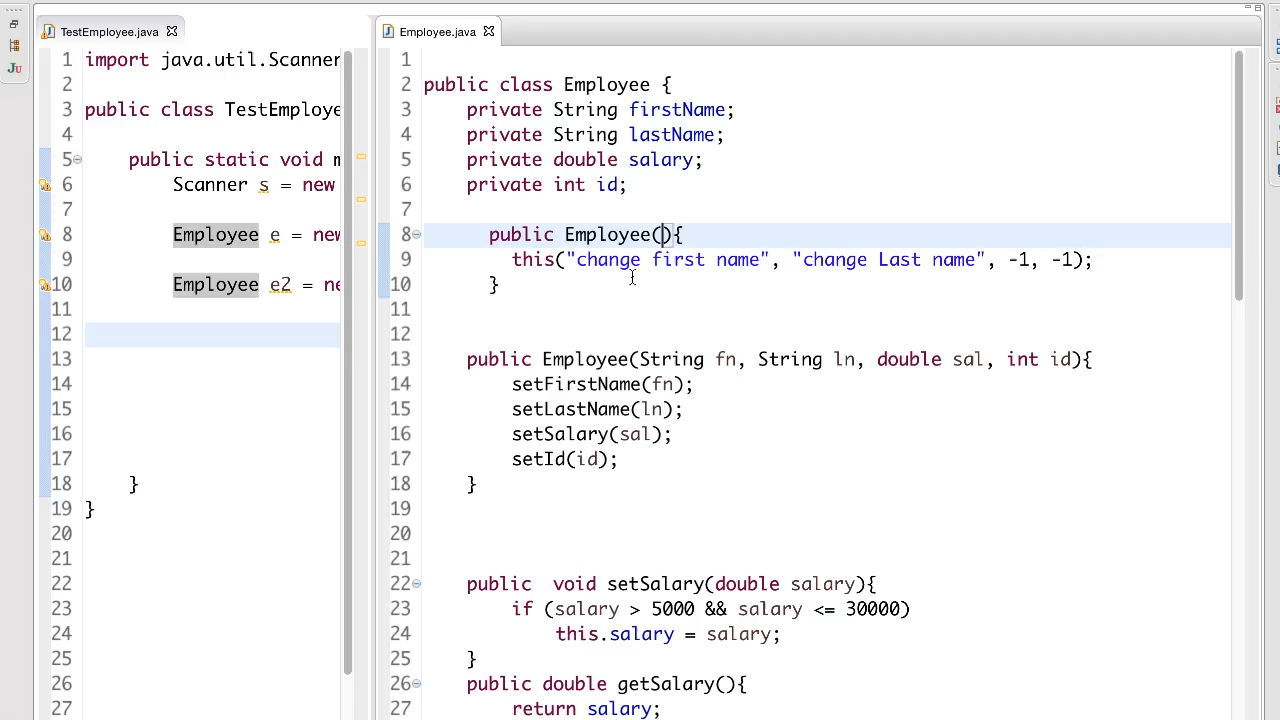 TestEmployee.java
1 import java.util.Scanner
2
3 public class TestEmploye
4
5 public static void m
6 Scanner s = new
7
8 Employee e = new
9
10 Employee e2 = ne
11
12
13
14
15
16
17
18 }
19 }
20
21
22
23
24
25
26
27
Employee.java
1
2 public class Employee {
3 private String firstName;
4 private String lastName;
5 private double salary;
6 private int id;
7
8 public Employee(){
9 this("change first name", "change Last name", -1, -1);
10 }
11
12
13 public Employee(String fn, String ln, double sal, int id){
14 setFirstName(fn);
15 setLastName(ln);
16 setSalary(sal);
17 setId(id);
18 }
19
20
21
22 public  void setSalary(double salary){
23 if (salary > 5000 && salary <= 30000)
24 this.salary = salary;
25 }
26 public double getSalary(){
27 return salary;